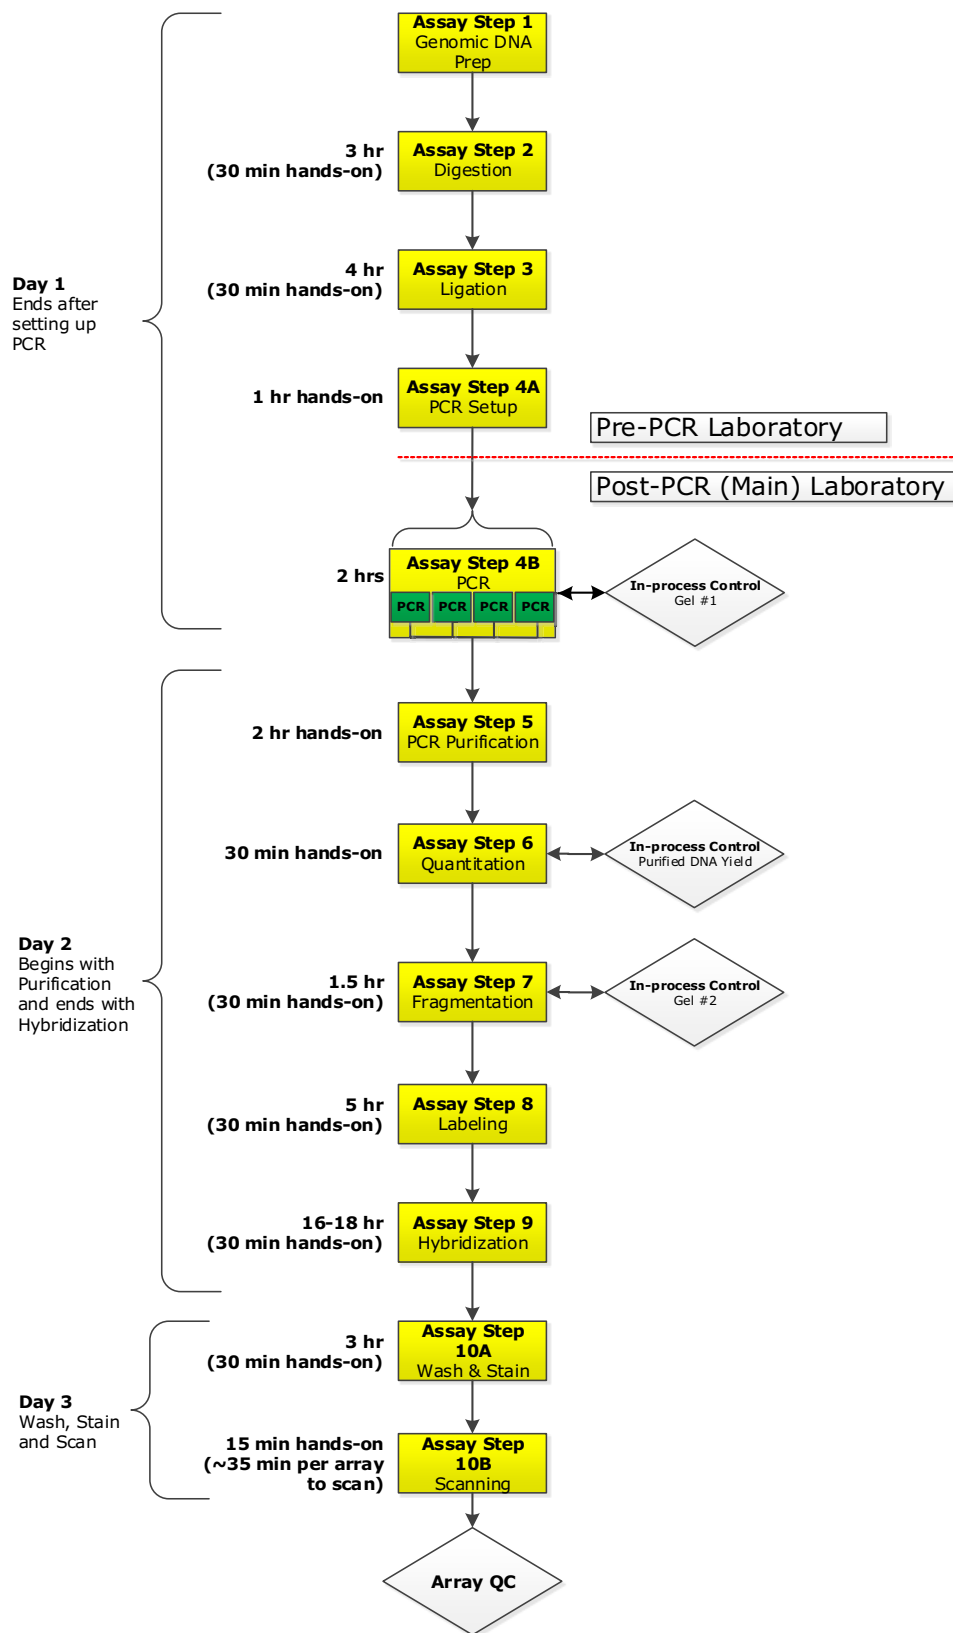 Assay Step 1
Genomic DNA
Prep
3 hr
(30 min hands-on)
Assay Step 2
Digestion
Day 1
Ends after
setting up
PCR
4 hr
(30 min hands-on)
Assay Step 3
Ligation
1 hr hands-on
Assay Step 4A
PCR Setup
Pre-PCR Laboratory
Post-PCR (Main) Laboratory
2 hrs
Assay Step 4B
PCR
PCR PCR PCR PCR
In-process Control
Gel #1
2 hr hands-on
Assay Step 5
PCR Purification
30 min hands-on
Assay Step 6
Quantitation
In-process Control
Purified DNA Yield
Day 2
Begins with
Purification
and ends with
Hybridization
1.5 hr
(30 min hands-on)
Assay Step 7
Fragmentation
In-process Control
Gel #2
5 hr
(30 min hands-on)
Assay Step 8
Labeling
16-18 hr
(30 min hands-on)
Assay Step 9
Hybridization
Day 3
Wash, Stain
and Scan
3 hr
(30 min hands-on)
Assay Step
10A
Wash & Stain
15 min hands-on
(~35 min per array
to scan)
Assay Step
10B
Scanning
Array QC